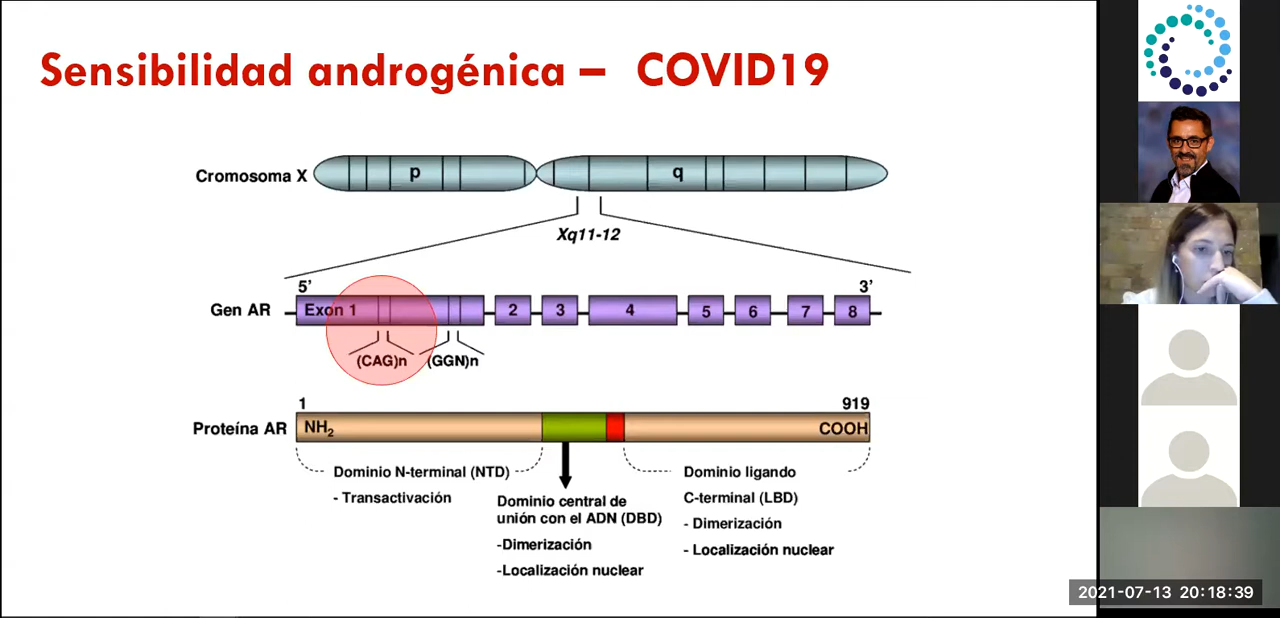 Sensibilidad androgénica – COVID19
Cromosoma X
p
q
Xq11-12
5’
3’
Gen AR
Exon 1
2
3
4
5
6
7
8
(CAG)n
(GGN)n
1
919
Proteína AR
NH2
COOH
Dominio N-terminal (NTD)
- Transactivación
Dominio central de
unión con el ADN (DBD)
-Dimerización
-Localización nuclear
Dominio ligando
C-terminal (LBD)
- Dimerización
- Localización nuclear
2021-07-13 20:18:39